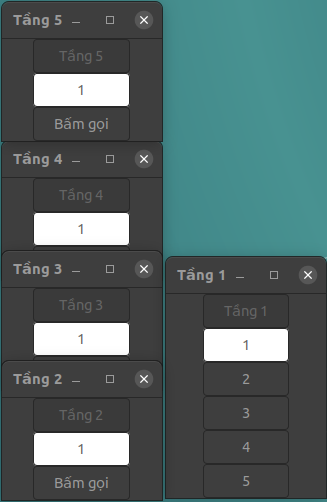 Tầng 5
Tầng 5
1
Bấm gọi
Tầng 4
Tầng 4
1
Tầng 3
Tầng 3
1
Tầng 2
Tầng 2
1
Bấm gọi
Tầng 1
Tầng 1
1
2
3
4
5